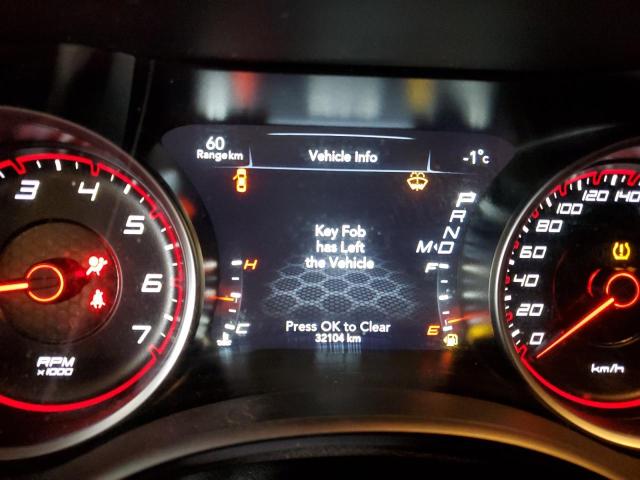 60
Range km
Vehicle Info
-1°C
3 4 5 6 7
RPM
x1000
H
C
Key Fob
has Left
the Vehicle
Press OK to Clear
32104 km
P
R
A
N
M D
F
E
0 20 40 60 80 100 120 140
km/h